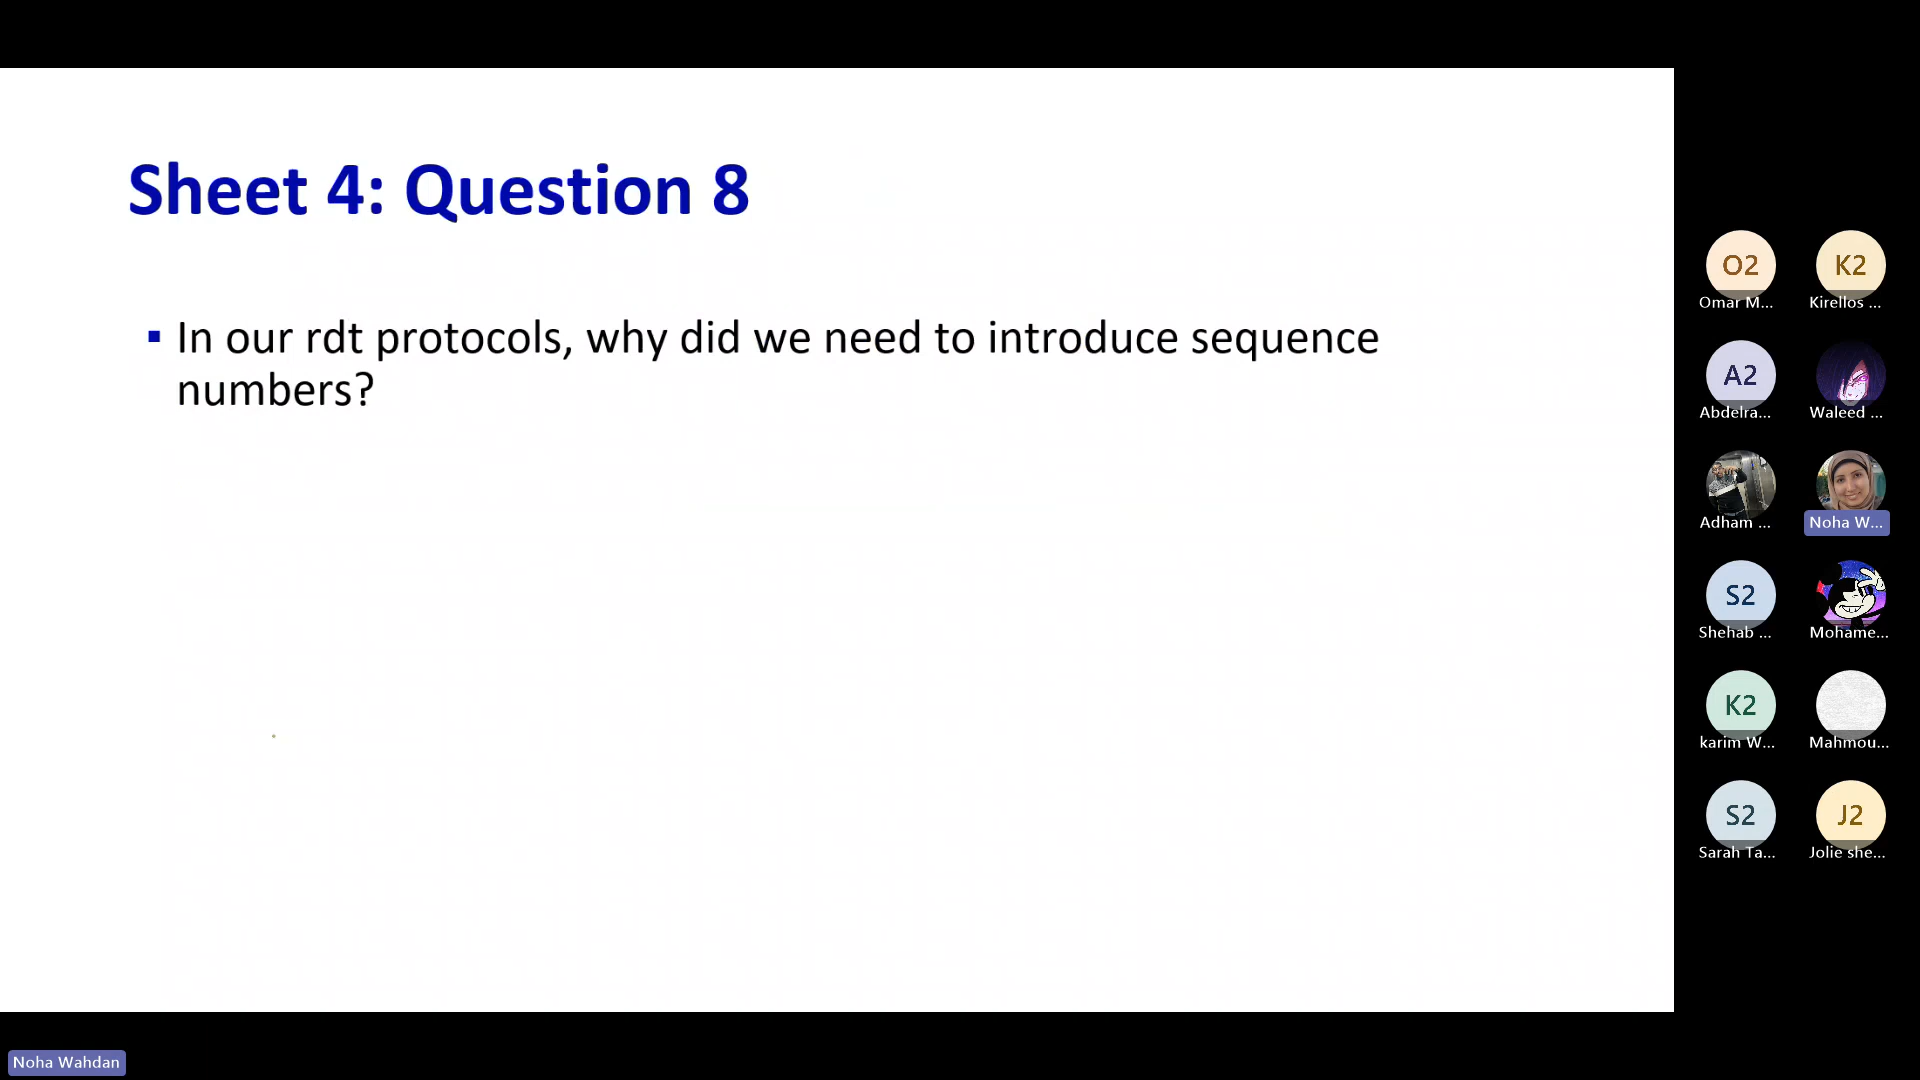 Sheet 4: Question 8
▪ In our rdt protocols, why did we need to introduce sequence
numbers?
O2
K2
Omar M...
Kirellos ...
A2
Abdelra...
Waleed ...
Adham ...
Noha W...
S2
Shehab ...
Mohame...
K2
karim W...
Mahmou...
S2
J2
Sarah Ta...
Jolie she...
Noha Wahdan